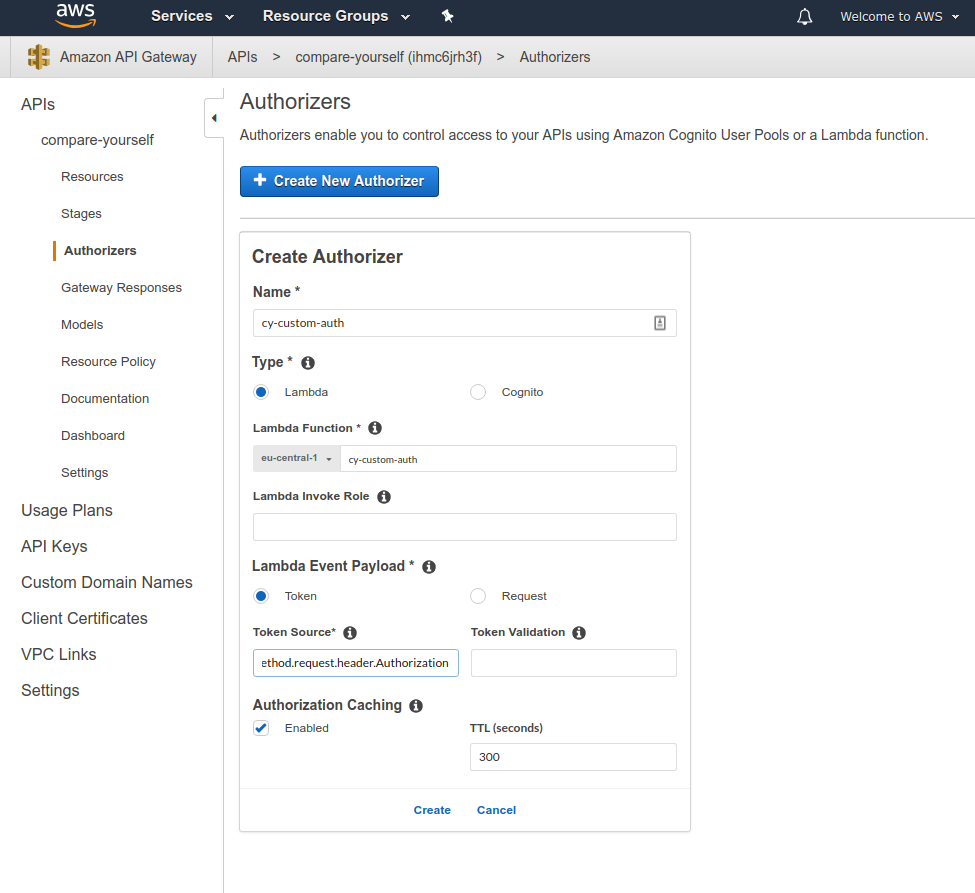 aws Services Resource Groups Welcome to AWS
Amazon API Gateway APIs > compare-yourself (ihmc6jrh3f) > Authorizers
APIs
compare-yourself
Resources
Stages
Authorizers
Gateway Responses
Models
Resource Policy
Documentation
Dashboard
Settings
Usage Plans
API Keys
Custom Domain Names
Client Certificates
VPC Links
Settings
Authorizers
Authorizers enable you to control access to your APIs using Amazon Cognito User Pools or a Lambda function.
+ Create New Authorizer
Create Authorizer
Name *
cy-custom-auth
Type *
Lambda Cognito
Lambda Function *
eu-central-1 cy-custom-auth
Lambda Invoke Role
Lambda Event Payload *
Token Request
Token Source* Token Validation
ethod.request.header.Authorization
Authorization Caching
Enabled TTL (seconds)
300
Create Cancel